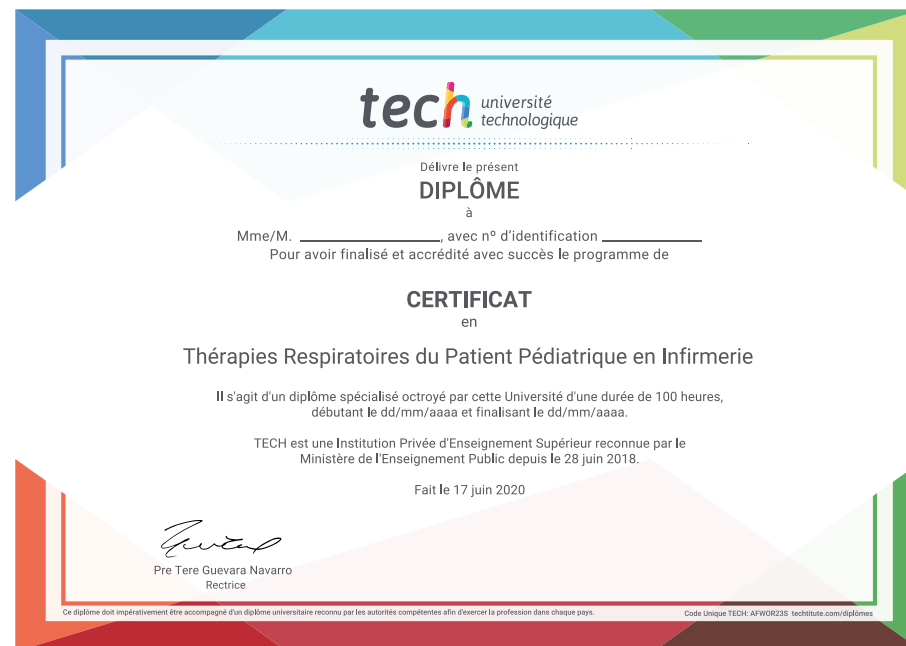 tech université
technologique
Délivre le présent
DIPLÔME
à
Mme/M. ____________________, avec nº d'identification ______________
Pour avoir finalisé et accrédité avec succès le programme de
CERTIFICAT
en
Thérapies Respiratoires du Patient Pédiatrique en Infirmerie
Il s'agit d'un diplôme spécialisé octroyé par cette Université d'une durée de 100 heures,
débutant le dd/mm/aaaa et finalisant le dd/mm/aaaa.
TECH est une Institution Privée d'Enseignement Supérieur reconnue par le
Ministère de l'Enseignement Public depuis le 28 juin 2018.
Fait le 17 juin 2020
Pre Tere Guevara Navarro
Rectrice
Ce diplôme doit impérativement être accompagné d'un diplôme universitaire reconnu par les autorités compétentes afin d'exercer la profession dans chaque pays.
Code Unique TECH: AFWOR23S techtitute.com/diplômes